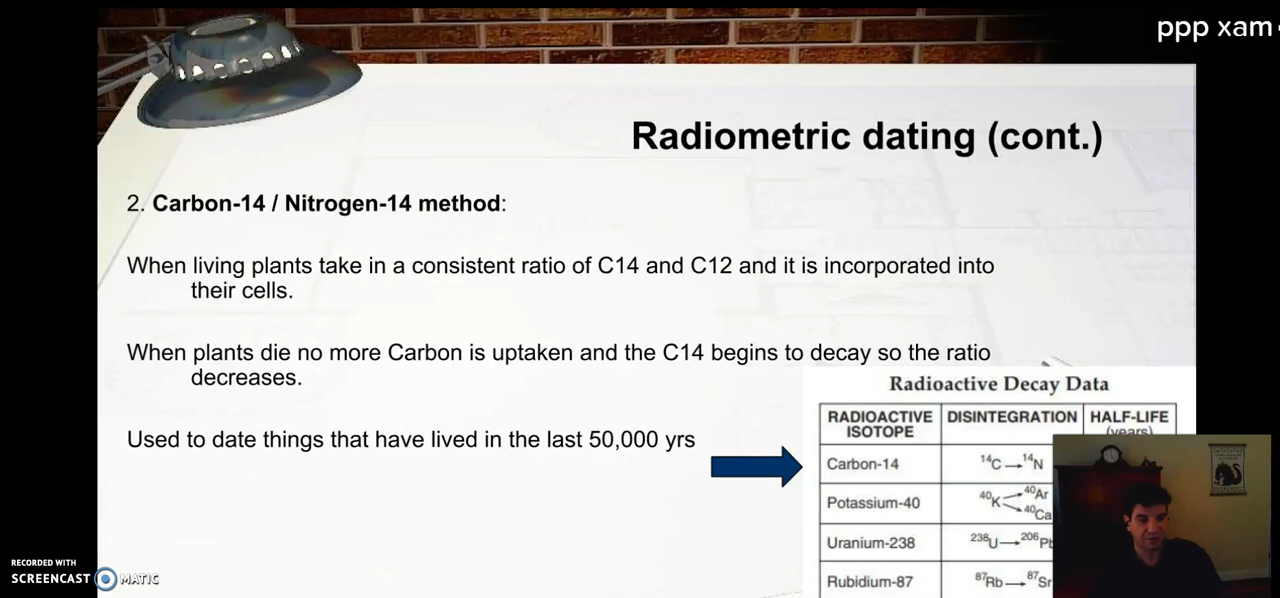 ppp xam
Radiometric dating (cont.)
2. Carbon-14 / Nitrogen-14 method:
When living plants take in a consistent ratio of C14 and C12 and it is incorporated into
their cells.
When plants die no more Carbon is uptaken and the C14 begins to decay so the ratio
decreases.
Used to date things that have lived in the last 50,000 yrs
Radioactive Decay Data
RADIOACTIVE ISOTOPE DISINTEGRATION HALF-LIFE (years)
Carbon-14 ¹⁴C→¹⁴N
Potassium-40 ⁴⁰K ⁴⁰Ar ⁴⁰Ca
Uranium-238 ²³⁸U→²⁰⁶Pb
Rubidium-87 ⁸⁷Rb→⁸⁷Sr
RECORDED WITH
SCREENCAST MATIC